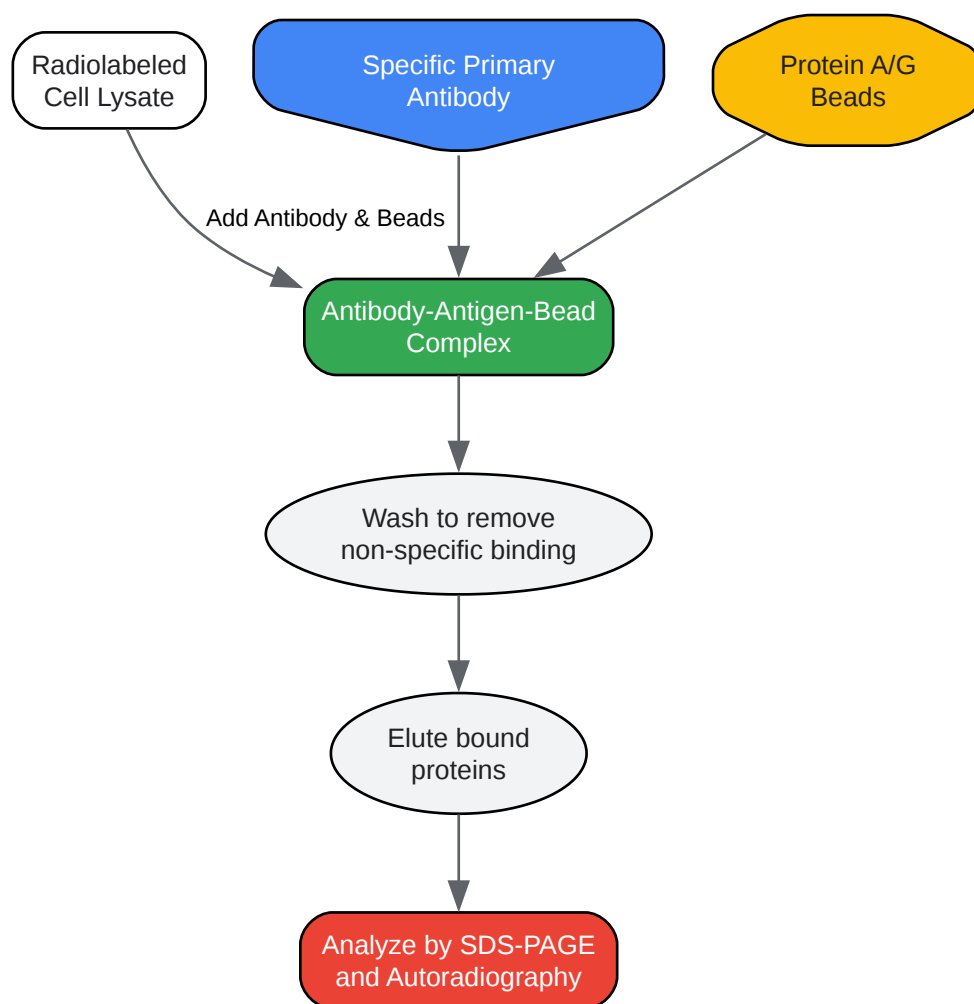 Radiolabeled
Cell Lysate
Specific Primary
Antibody
Protein A/G
Beads
Add Antibody & Beads
Antibody-Antigen-Bead
Complex
Wash to remove
non-specific binding
Elute bound
proteins
Analyze by SDS-PAGE
and Autoradiography